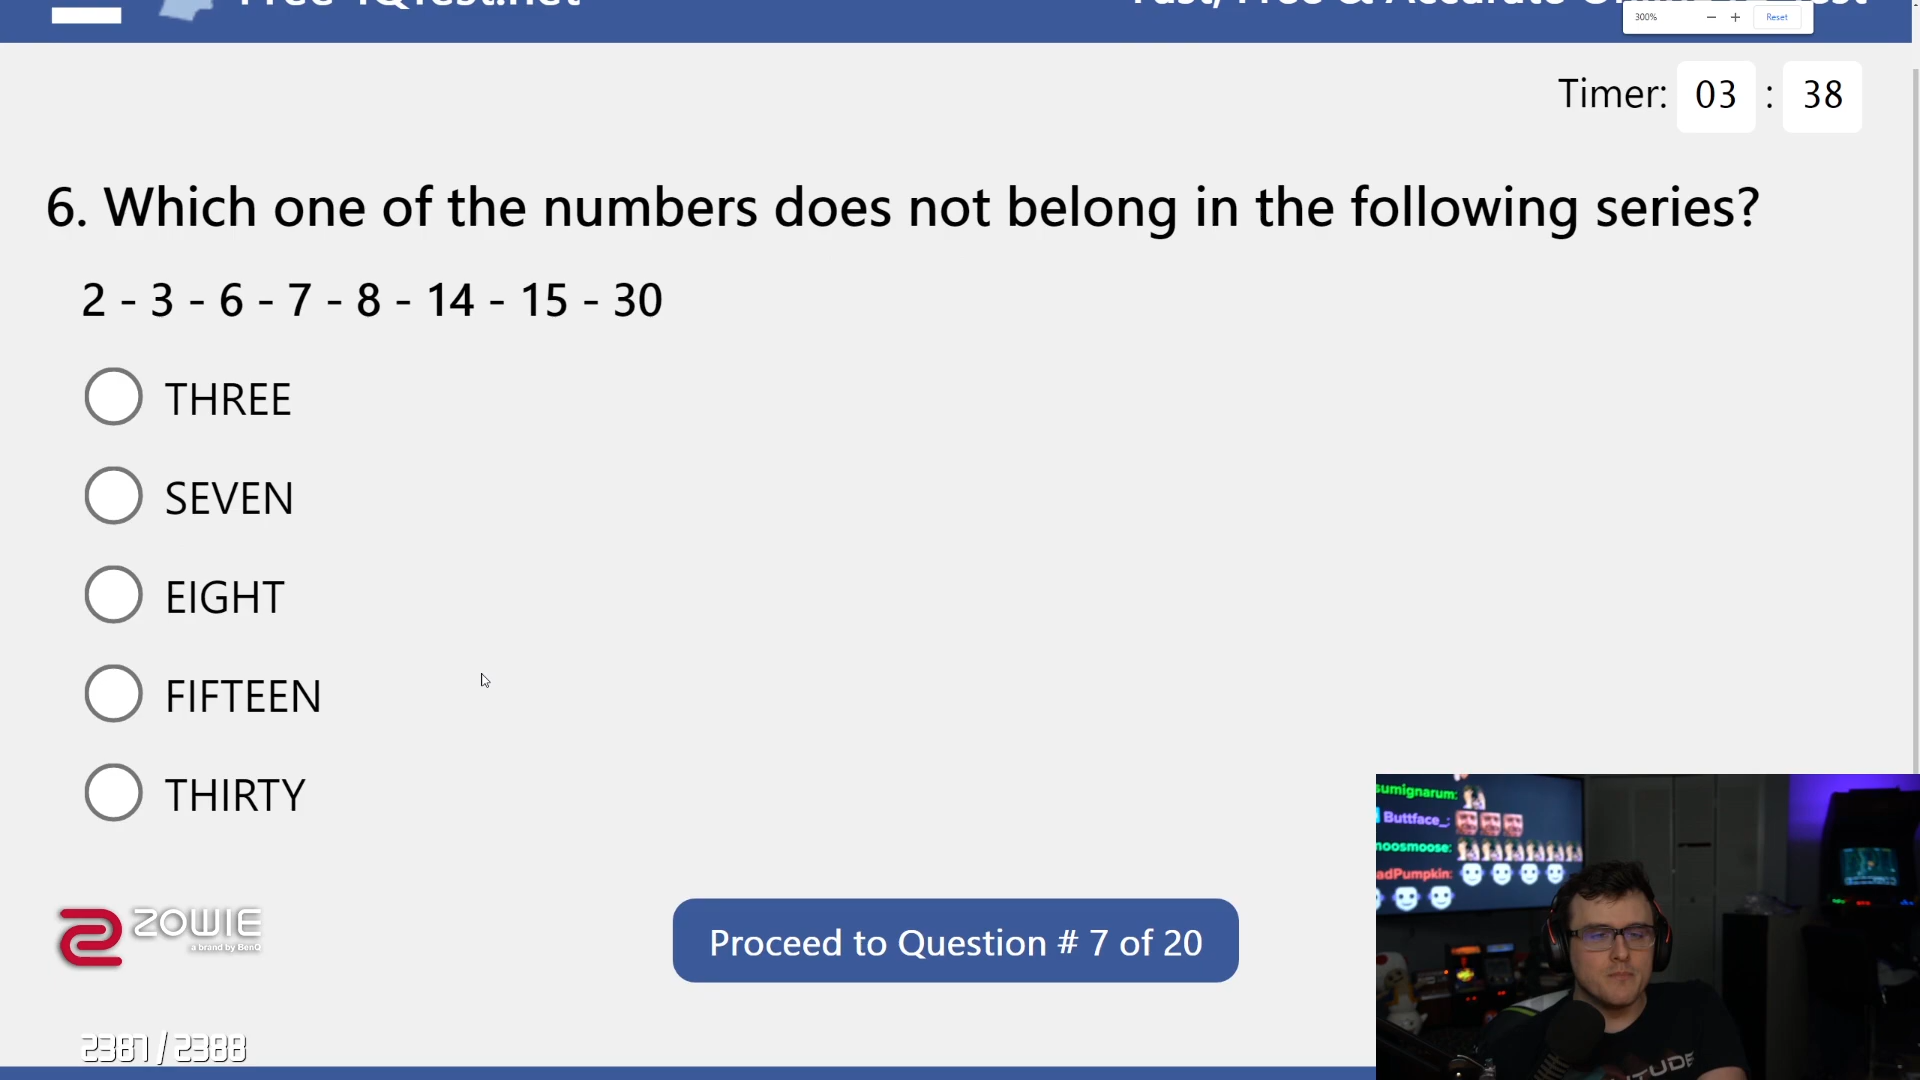 300% − + Reset
Timer: 03 : 38
6. Which one of the numbers does not belong in the following series?
2 - 3 - 6 - 7 - 8 - 14 - 15 - 30
THREE
SEVEN
EIGHT
FIFTEEN
THIRTY
sumignarum:
Buttface_:
noosmoose:
adPumpkin:
ZOWIE
a brand by BenQ
Proceed to Question # 7 of 20
2387 / 2388